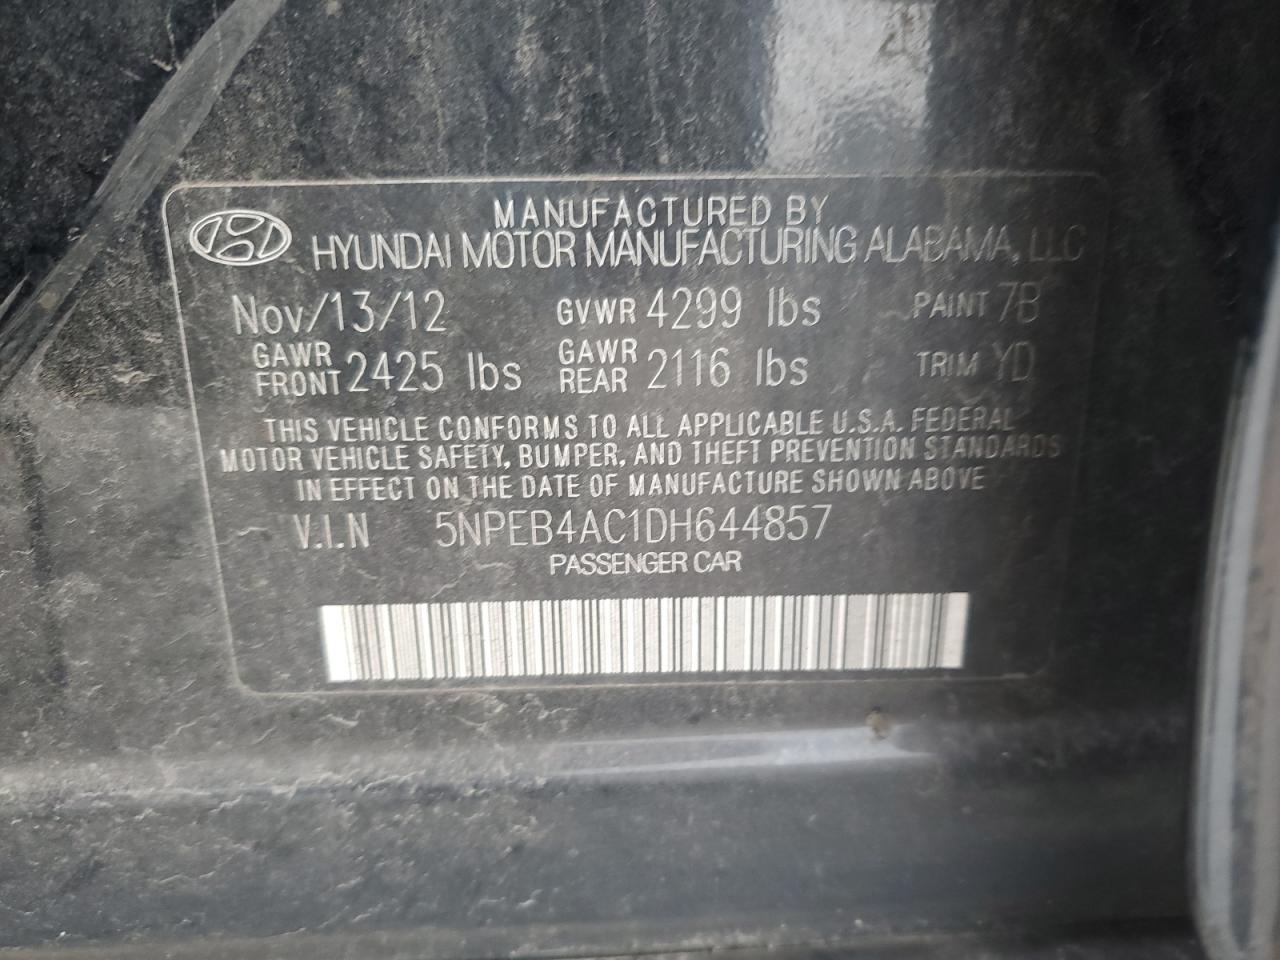 MANUFACTURED BY
HYUNDAI MOTOR MANUFACTURING ALABAMA, LLC
Nov/13/12 GVWR 4299 lbs PAINT 7B
GAWR FRONT 2425 lbs GAWR REAR 2116 lbs TRIM YD
THIS VEHICLE CONFORMS TO ALL APPLICABLE U.S.A. FEDERAL
MOTOR VEHICLE SAFETY, BUMPER, AND THEFT PREVENTION STANDARDS
IN EFFECT ON THE DATE OF MANUFACTURE SHOWN ABOVE
V.I.N 5NPEB4AC1DH644857
PASSENGER CAR